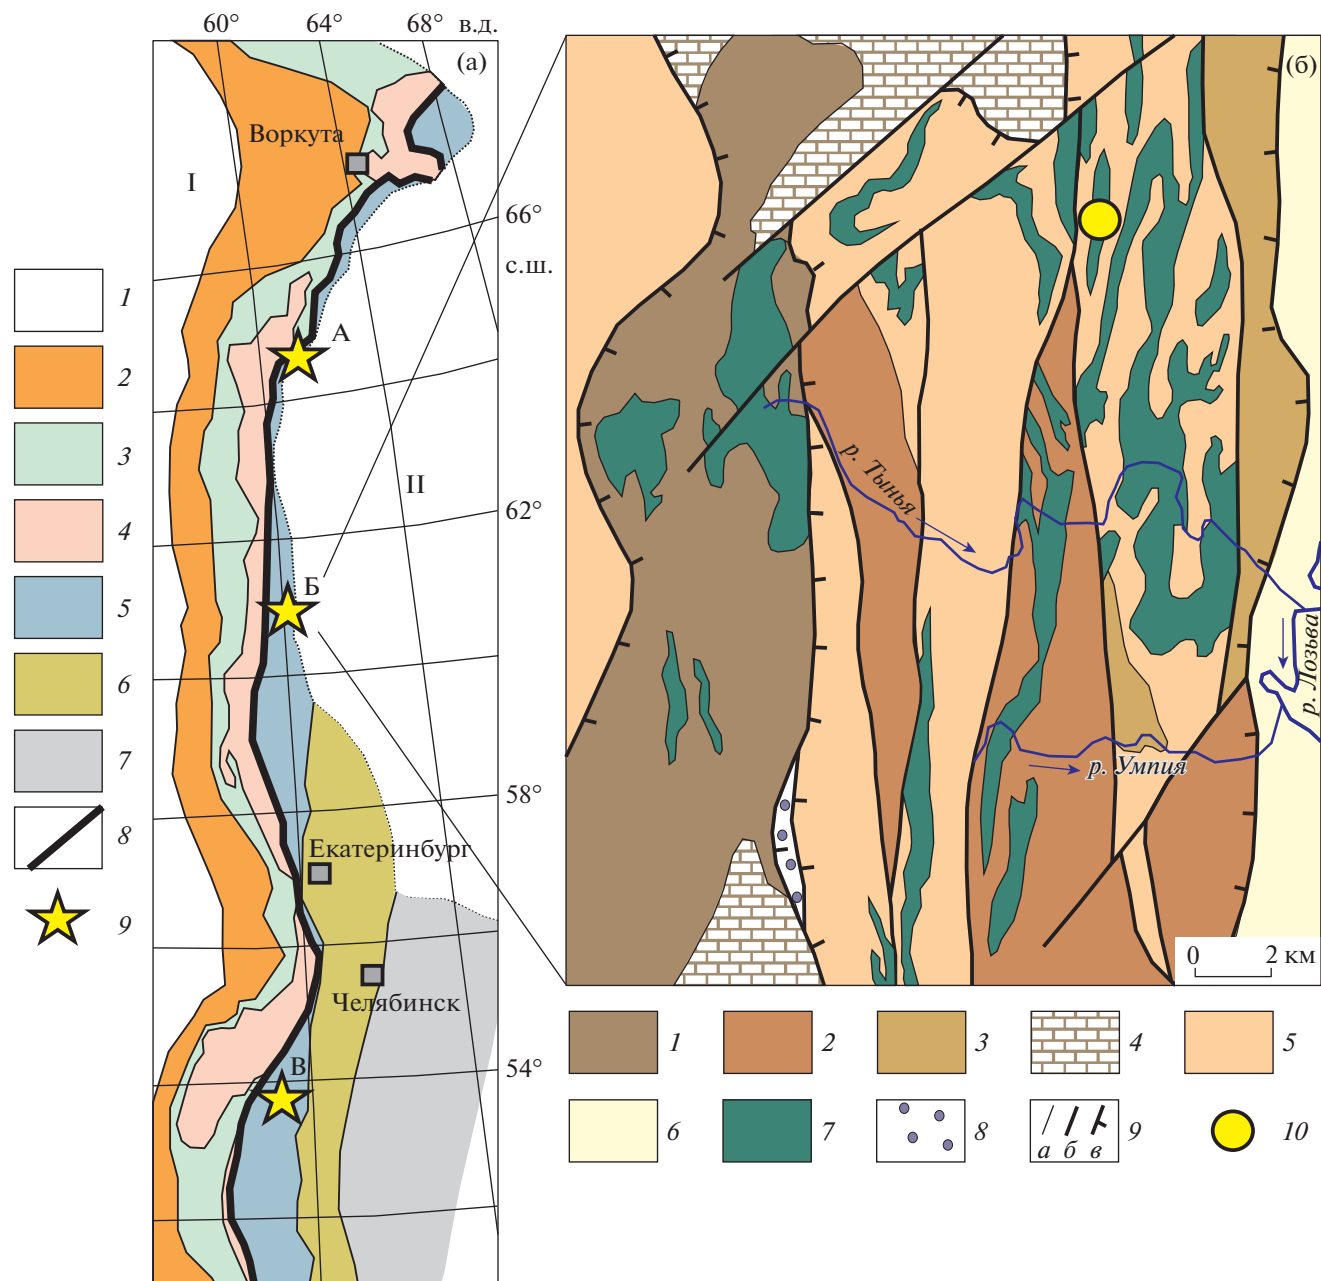 60° 64° 68° в.д.
(а)
(б)
Воркута
I
66°
с.ш.
А
II
62°
Б
58°
Екатеринбург
Челябинск
54°
В
1
2
3
4
5
6
7
8
9
р. Тынья
р. Лозьва
р. Умпия
0 2 км
1 2 3 4 5
6 7 8 а б в 9 10